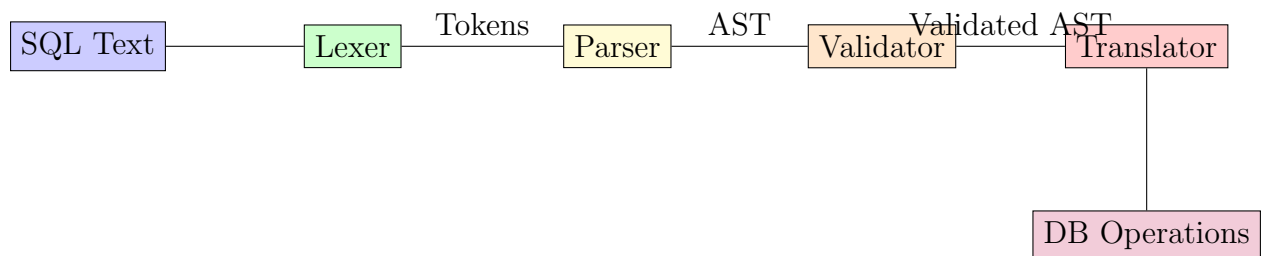 SQL Text
Lexer
Tokens
Parser
AST
Validator
Validated AST
Translator
DB Operations